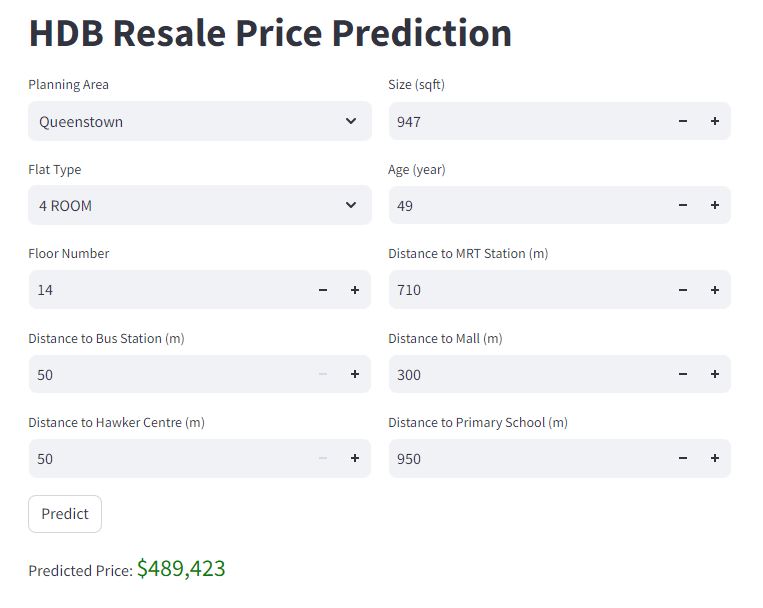 HDB Resale Price Prediction
Planning Area
Queenstown
Size (sqft)
947
Flat Type
4 ROOM
Age (year)
49
Floor Number
14
Distance to MRT Station (m)
710
Distance to Bus Station (m)
50
Distance to Mall (m)
300
Distance to Hawker Centre (m)
50
Distance to Primary School (m)
950
Predict
Predicted Price: $489,423